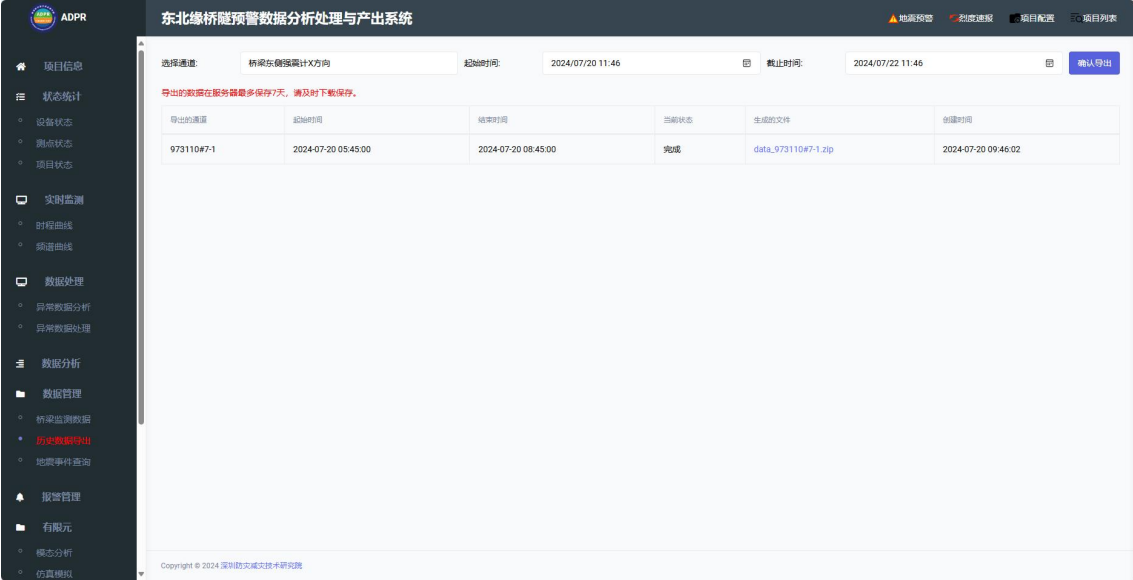 ADPR
东北缘桥隧预警数据分析处理与产出系统
地震预警 烈度速报 项目配置 项目列表
项目信息
状态统计
设备状态
测点状态
项目状态
实时监测
时程曲线
频谱曲线
数据处理
异常数据分析
异常数据处理
数据分析
数据管理
桥梁监测数据
历史数据导出
地震事件查询
报警管理
有限元
模态分析
仿真模拟
选择通道: 桥梁东侧强震计X方向 起始时间: 2024/07/20 11:46 截止时间: 2024/07/22 11:46 确认导出
导出的数据在服务器最多保存7天，请及时下载保存。
导出的通道 起始时间 结束时间 当前状态 生成的文件 创建时间
973110#7-1 2024-07-20 05:45:00 2024-07-20 08:45:00 完成 data_973110#7-1.zip 2024-07-20 09:46:02
Copyright © 2024 深圳防灾减灾技术研究院